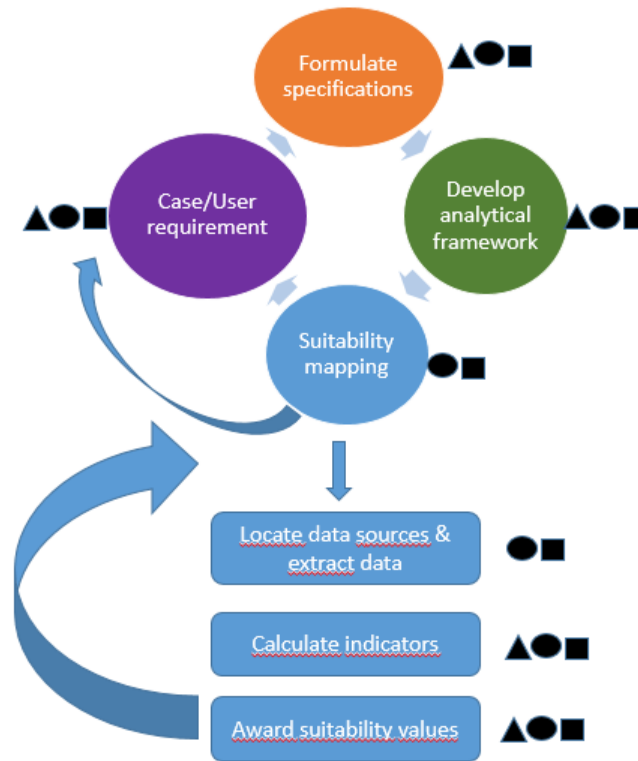 Formulate
specifications
Case/User
requirement
Develop
analytical
framework
Suitability
mapping
Locate data sources &
extract data
Calculate indicators
Award suitability values